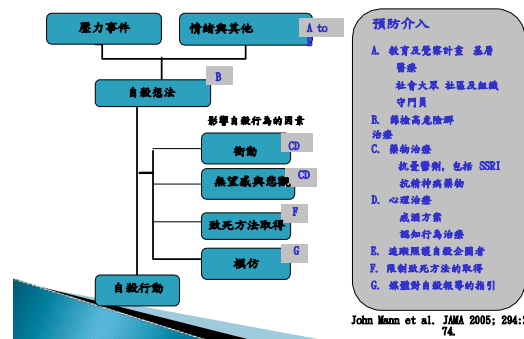 壓力事件
情緒與其他
A to
自殺想法
B
影響自殺行為的因素
衝動
CD
無望感與悲觀
CD
致死方法取得
F
模仿
G
自殺行動
預防介入
A. 教育及覺察計畫 基層
醫療
社會大眾 社區及組織
守門員
B. 篩檢高危險群
治療
C. 藥物治療
抗憂鬱劑, 包括 SSRI
抗精神病藥物
D. 心理治療
戒酒方案
認知行為治療
E. 追蹤照護自殺企圖者
F. 限制致死方法的取得
G. 媒體對自殺報導的指引
John Mann et al. JAMA 2005; 294:
74.